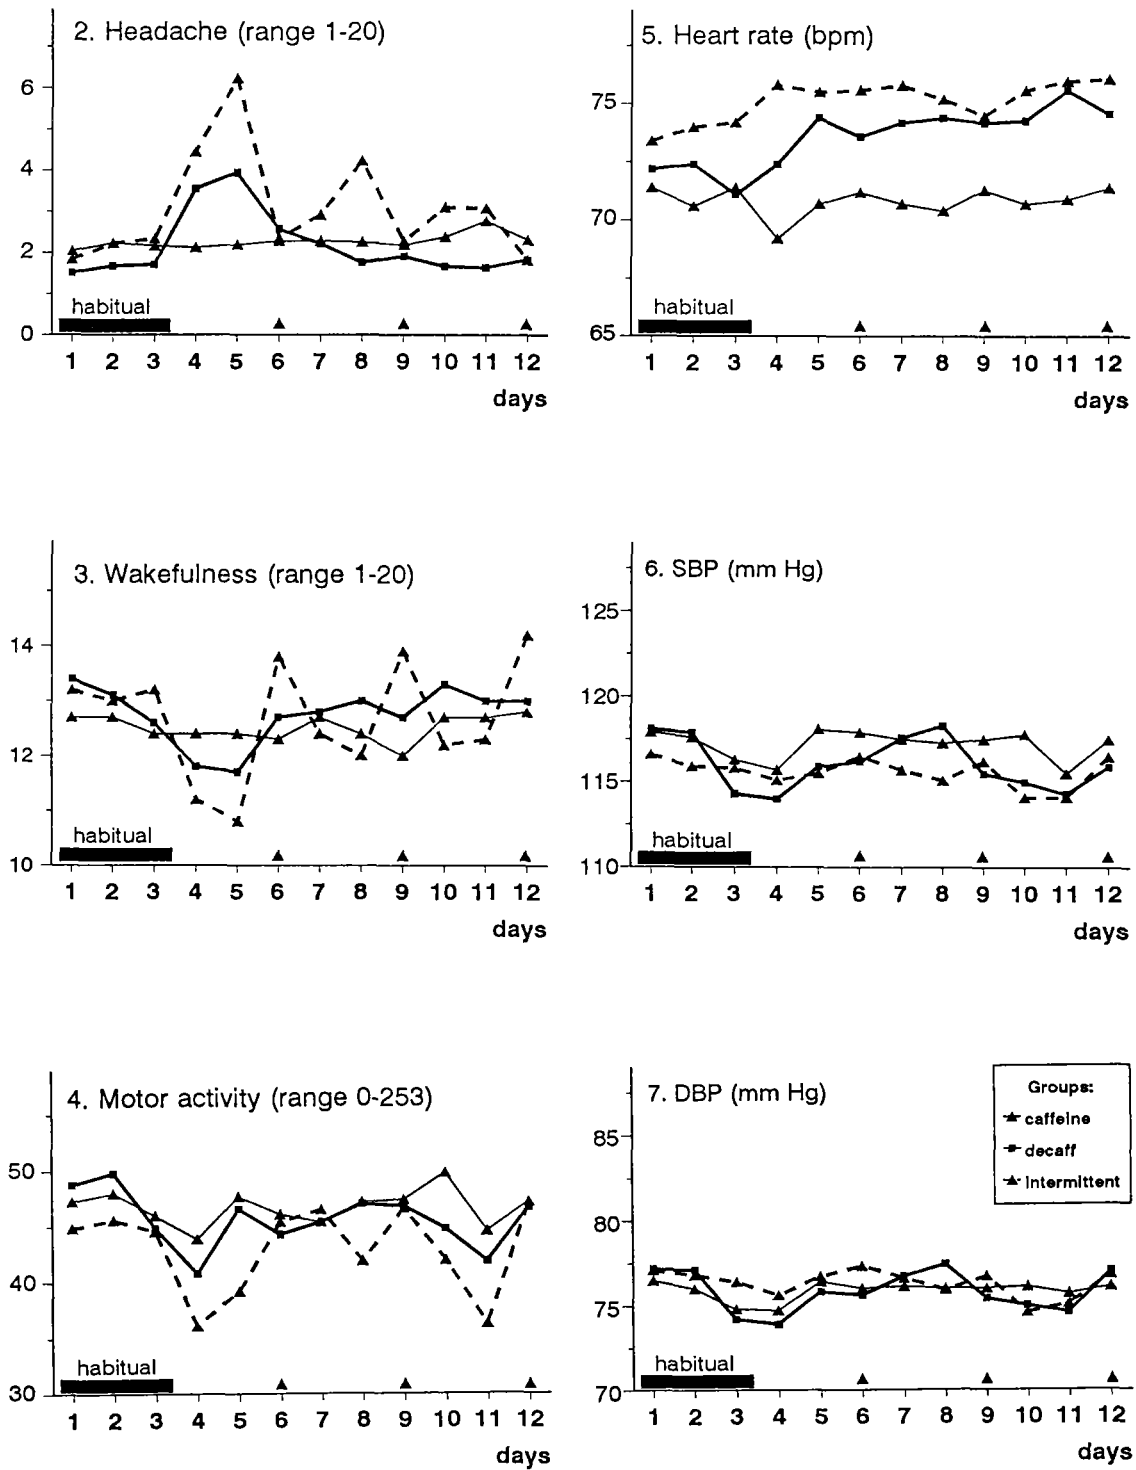 2. Headache (range 1-20)
6
4
2
0
habitual
1 2 3 4 5 6 7 8 9 10 11 12
days
5. Heart rate (bpm)
75
70
65
habitual
1 2 3 4 5 6 7 8 9 10 11 12
days
3. Wakefulness (range 1-20)
14
12
10
habitual
1 2 3 4 5 6 7 8 9 10 11 12
days
6. SBP (mm Hg)
125
120
115
110
habitual
1 2 3 4 5 6 7 8 9 10 11 12
days
4. Motor activity (range 0-253)
50
40
30
habitual
1 2 3 4 5 6 7 8 9 10 11 12
days
7. DBP (mm Hg)
85
80
75
70
habitual
1 2 3 4 5 6 7 8 9 10 11 12
days
Groups:
caffeine
decaff
intermittent